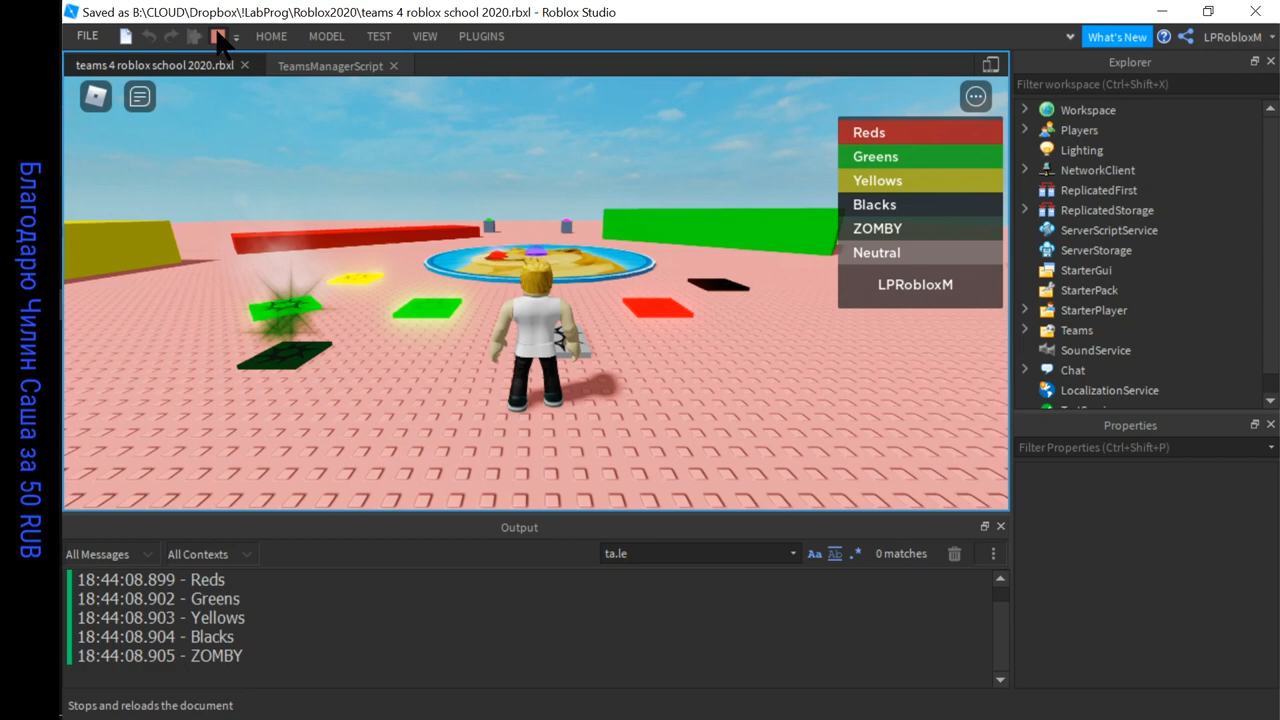 Благодарю Чилин Саша за 50 RUB
Saved as B:\CLOUD\Dropbox\!LabProg\Roblox2020\teams 4 roblox school 2020.rbxl - Roblox Studio
FILE HOME MODEL TEST VIEW PLUGINS What's New LPRobloxM
teams 4 roblox school 2020.rbxl TeamsManagerScript
Reds
Greens
Yellows
Blacks
ZOMBY
Neutral
LPRobloxM
Explorer
Filter workspace (Ctrl+Shift+X)
Workspace
Players
Lighting
NetworkClient
ReplicatedFirst
ReplicatedStorage
ServerScriptService
ServerStorage
StarterGui
StarterPack
StarterPlayer
Teams
SoundService
Chat
LocalizationService
Properties
Filter Properties (Ctrl+Shift+P)
Output
All Messages All Contexts ta.le Aa Ab .* 0 matches
18:44:08.899 - Reds
18:44:08.902 - Greens
18:44:08.903 - Yellows
18:44:08.904 - Blacks
18:44:08.905 - ZOMBY
Stops and reloads the document